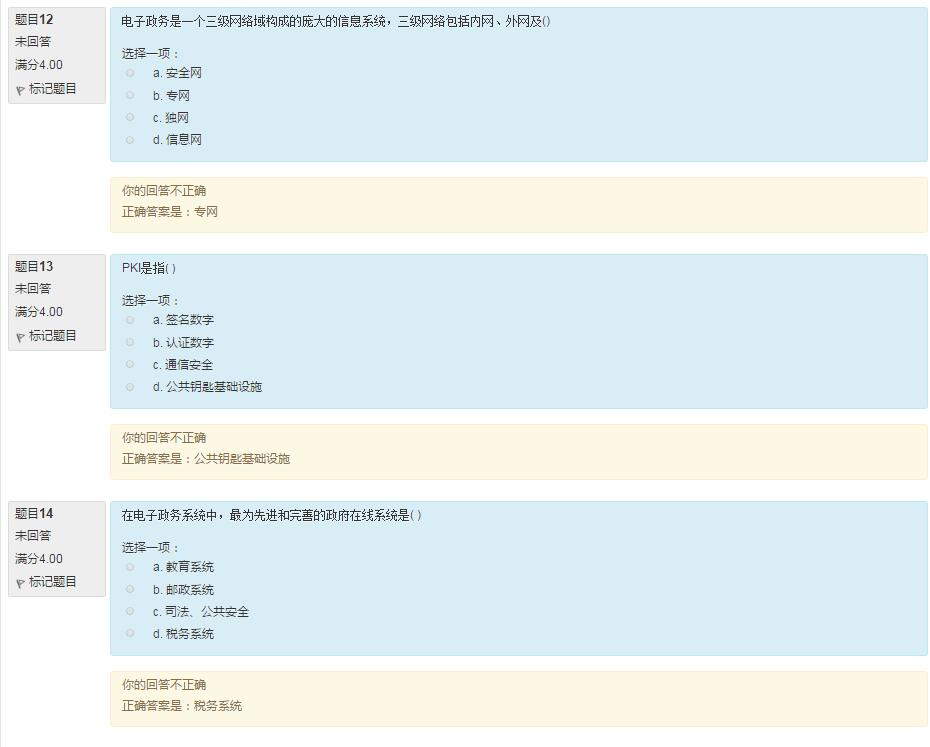 题目12
未回答
满分4.00
标记题目
电子政务是一个三级网络域构成的庞大的信息系统，三级网络包括内网、外网及()
选择一项：
a. 安全网
b. 专网
c. 独网
d. 信息网
你的回答不正确
正确答案是：专网
题目13
未回答
满分4.00
标记题目
PKI是指( )
选择一项：
a. 签名数字
b. 认证数字
c. 通信安全
d. 公共钥匙基础设施
你的回答不正确
正确答案是：公共钥匙基础设施
题目14
未回答
满分4.00
标记题目
在电子政务系统中，最为先进和完善的政府在线系统是( )
选择一项：
a. 教育系统
b. 邮政系统
c. 司法、公共安全
d. 税务系统
你的回答不正确
正确答案是：税务系统